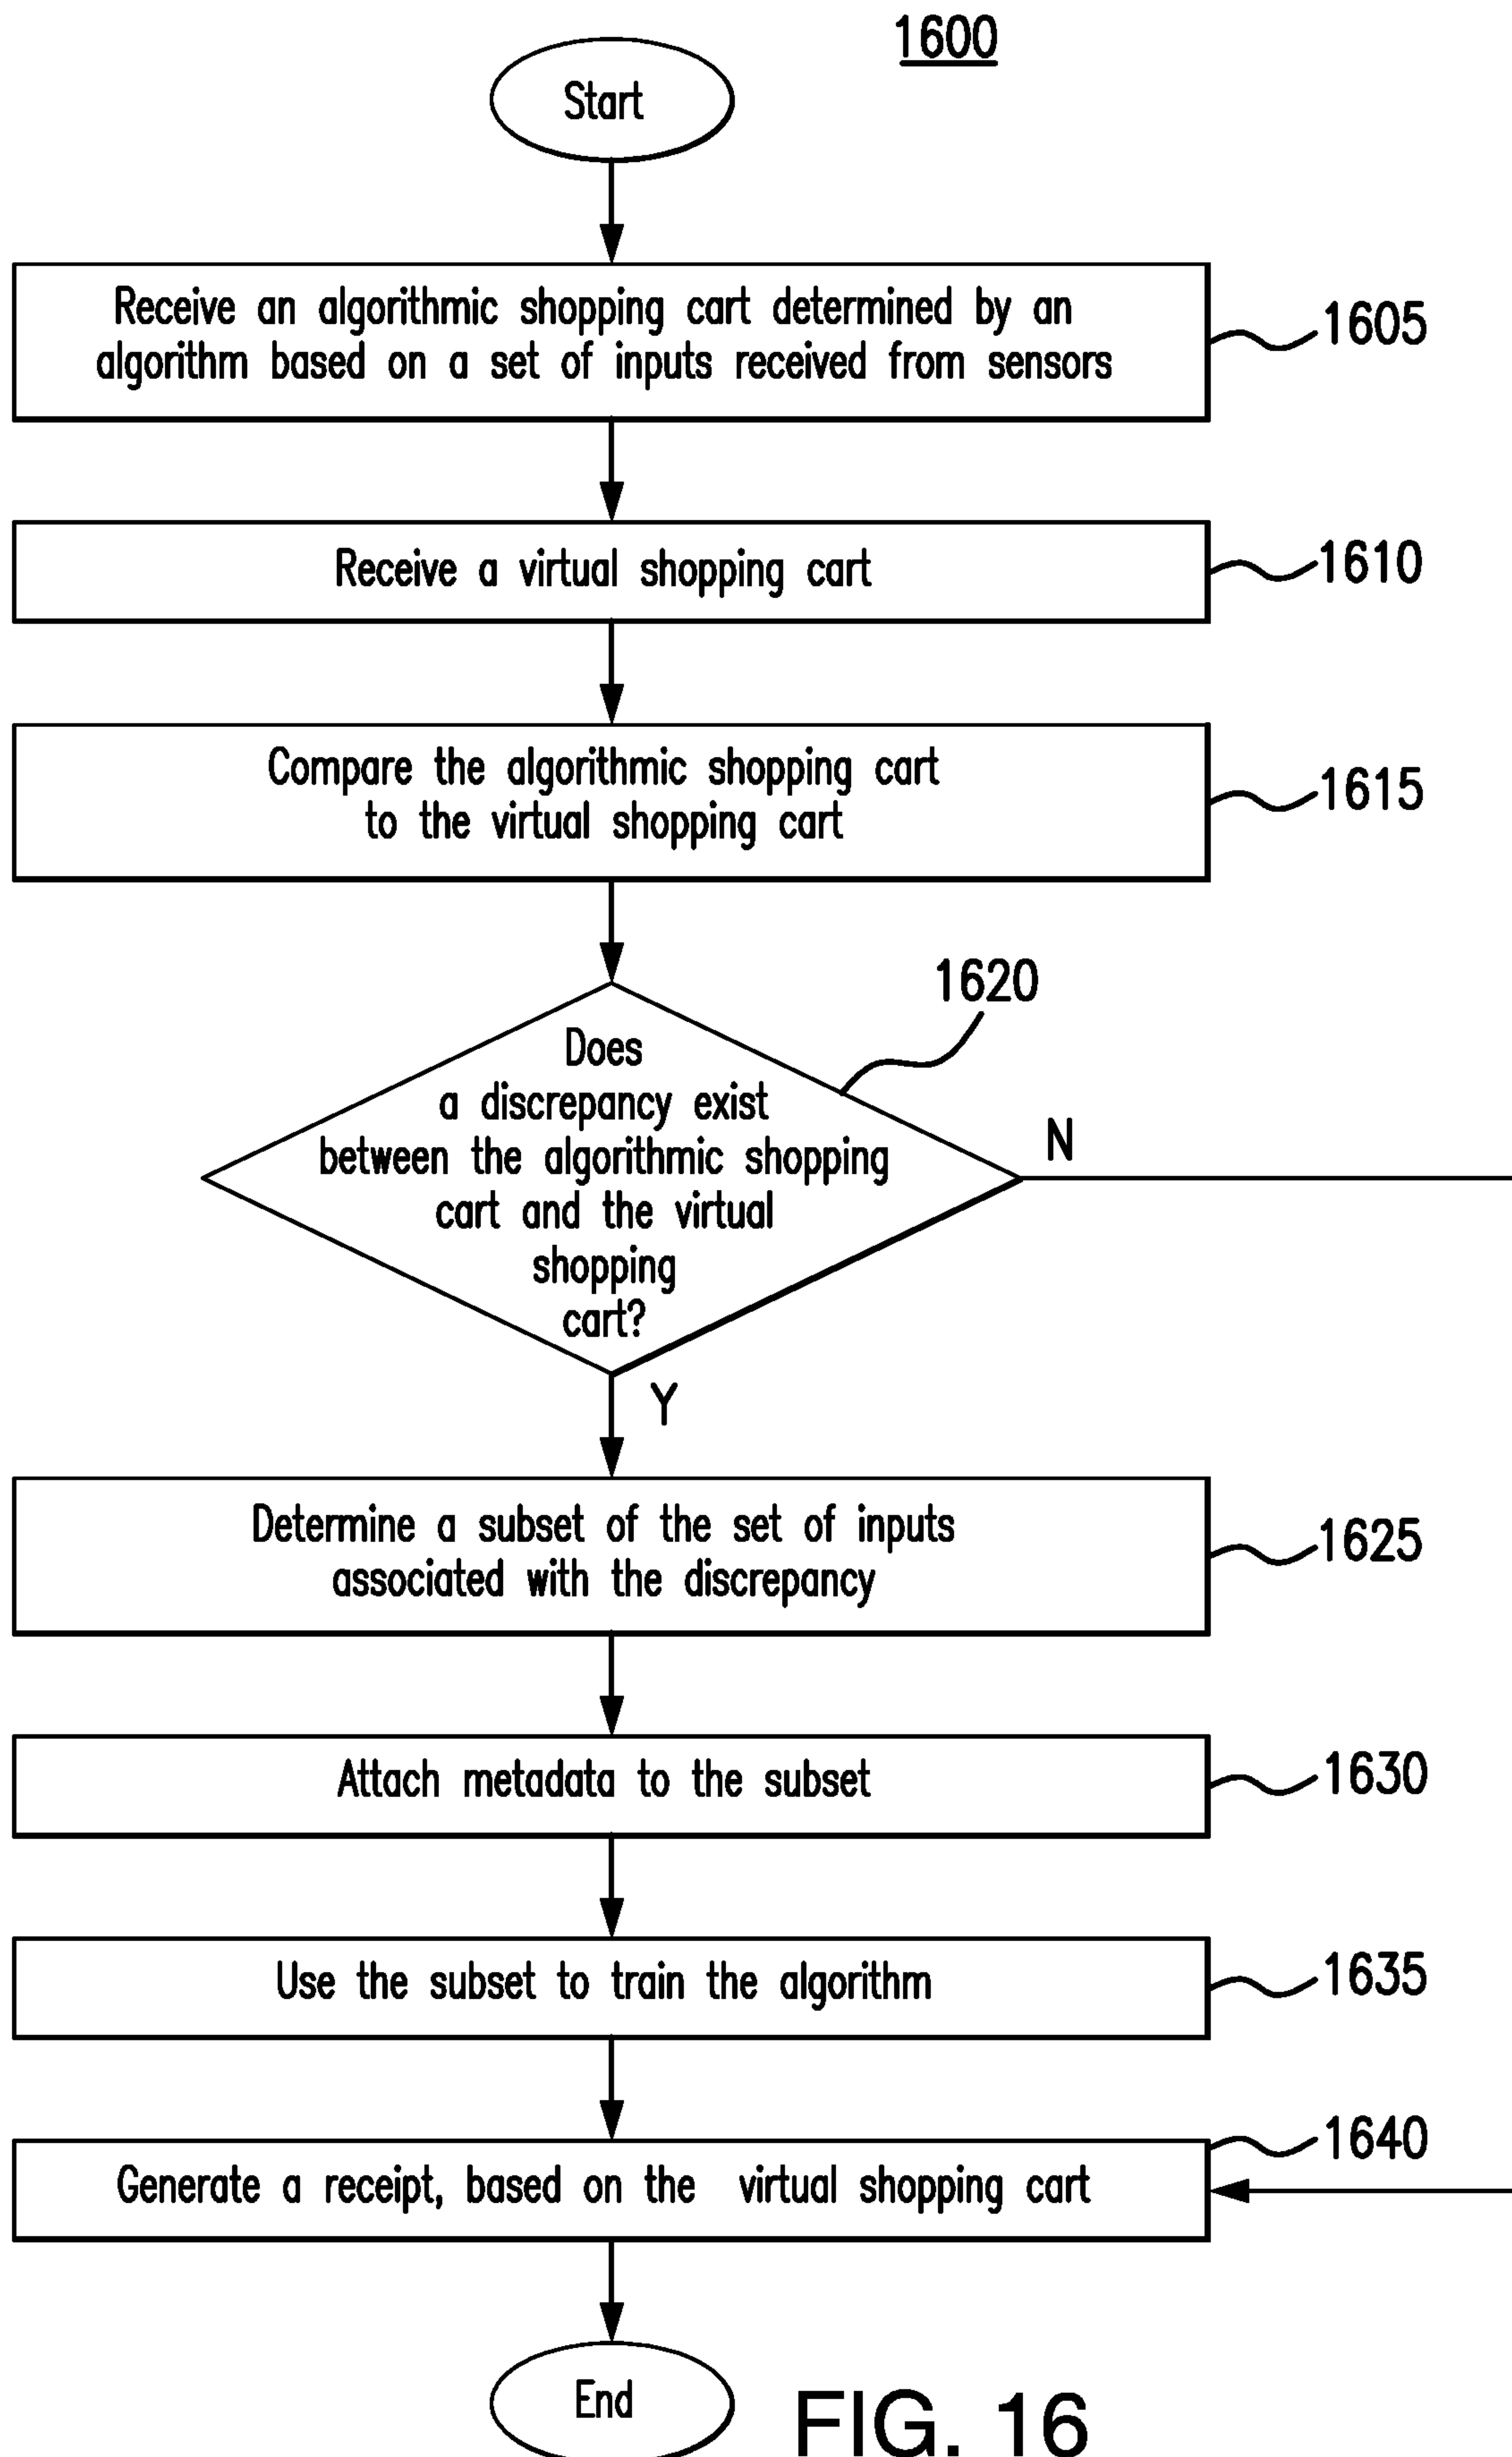 1600
Start
Receive an algorithmic shopping cart determined by an
algorithm based on a set of inputs received from sensors
1605
Receive a virtual shopping cart
1610
Compare the algorithmic shopping cart
to the virtual shopping cart
1615
1620
Does
a discrepancy exist
between the algorithmic shopping
cart and the virtual
shopping
cart?
N
Y
Determine a subset of the set of inputs
associated with the discrepancy
1625
Attach metadata to the subset
1630
Use the subset to train the algorithm
1635
Generate a receipt, based on the virtual shopping cart
1640
End
FIG. 16